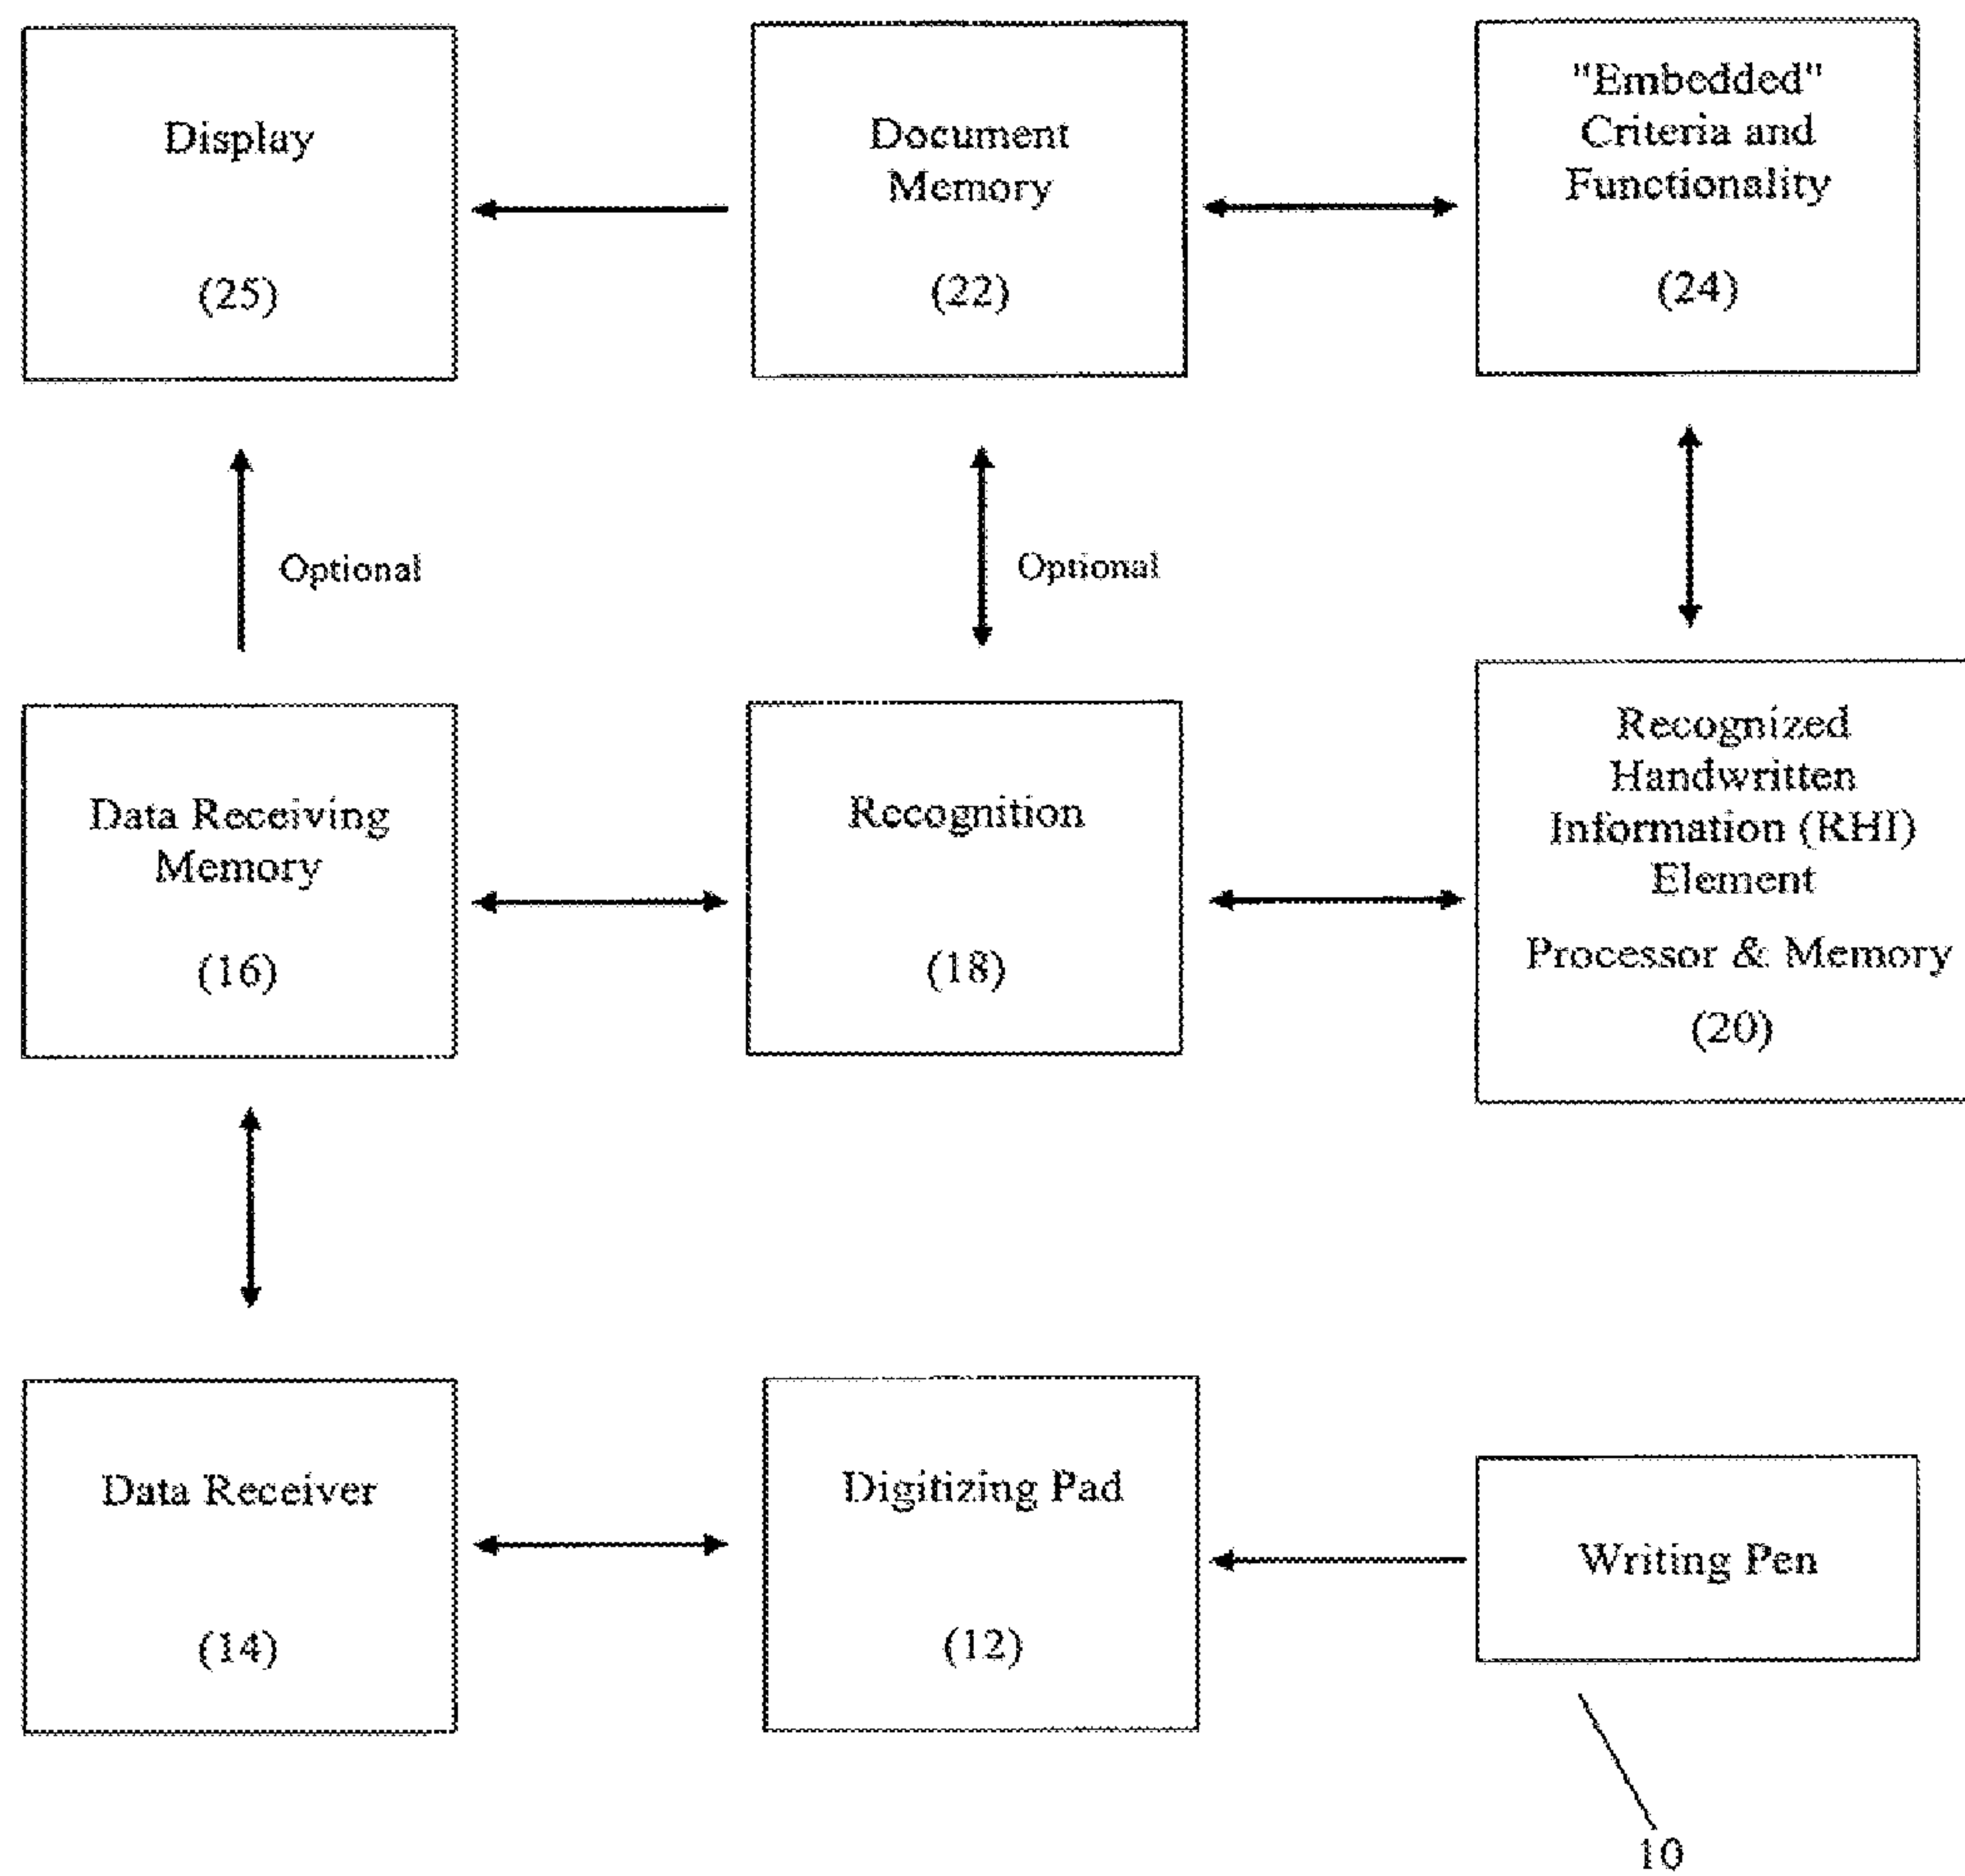 Display
(25)
Document
Memory
(22)
"Embedded"
Criteria and
Functionality
(24)
Optional
Optional
Data Receiving
Memory
(16)
Recognition
(18)
Recognized
Handwritten
Information (RHI)
Element
Processor & Memory
(20)
Data Receiver
(14)
Digitizing Pad
(12)
Writing Pen
10